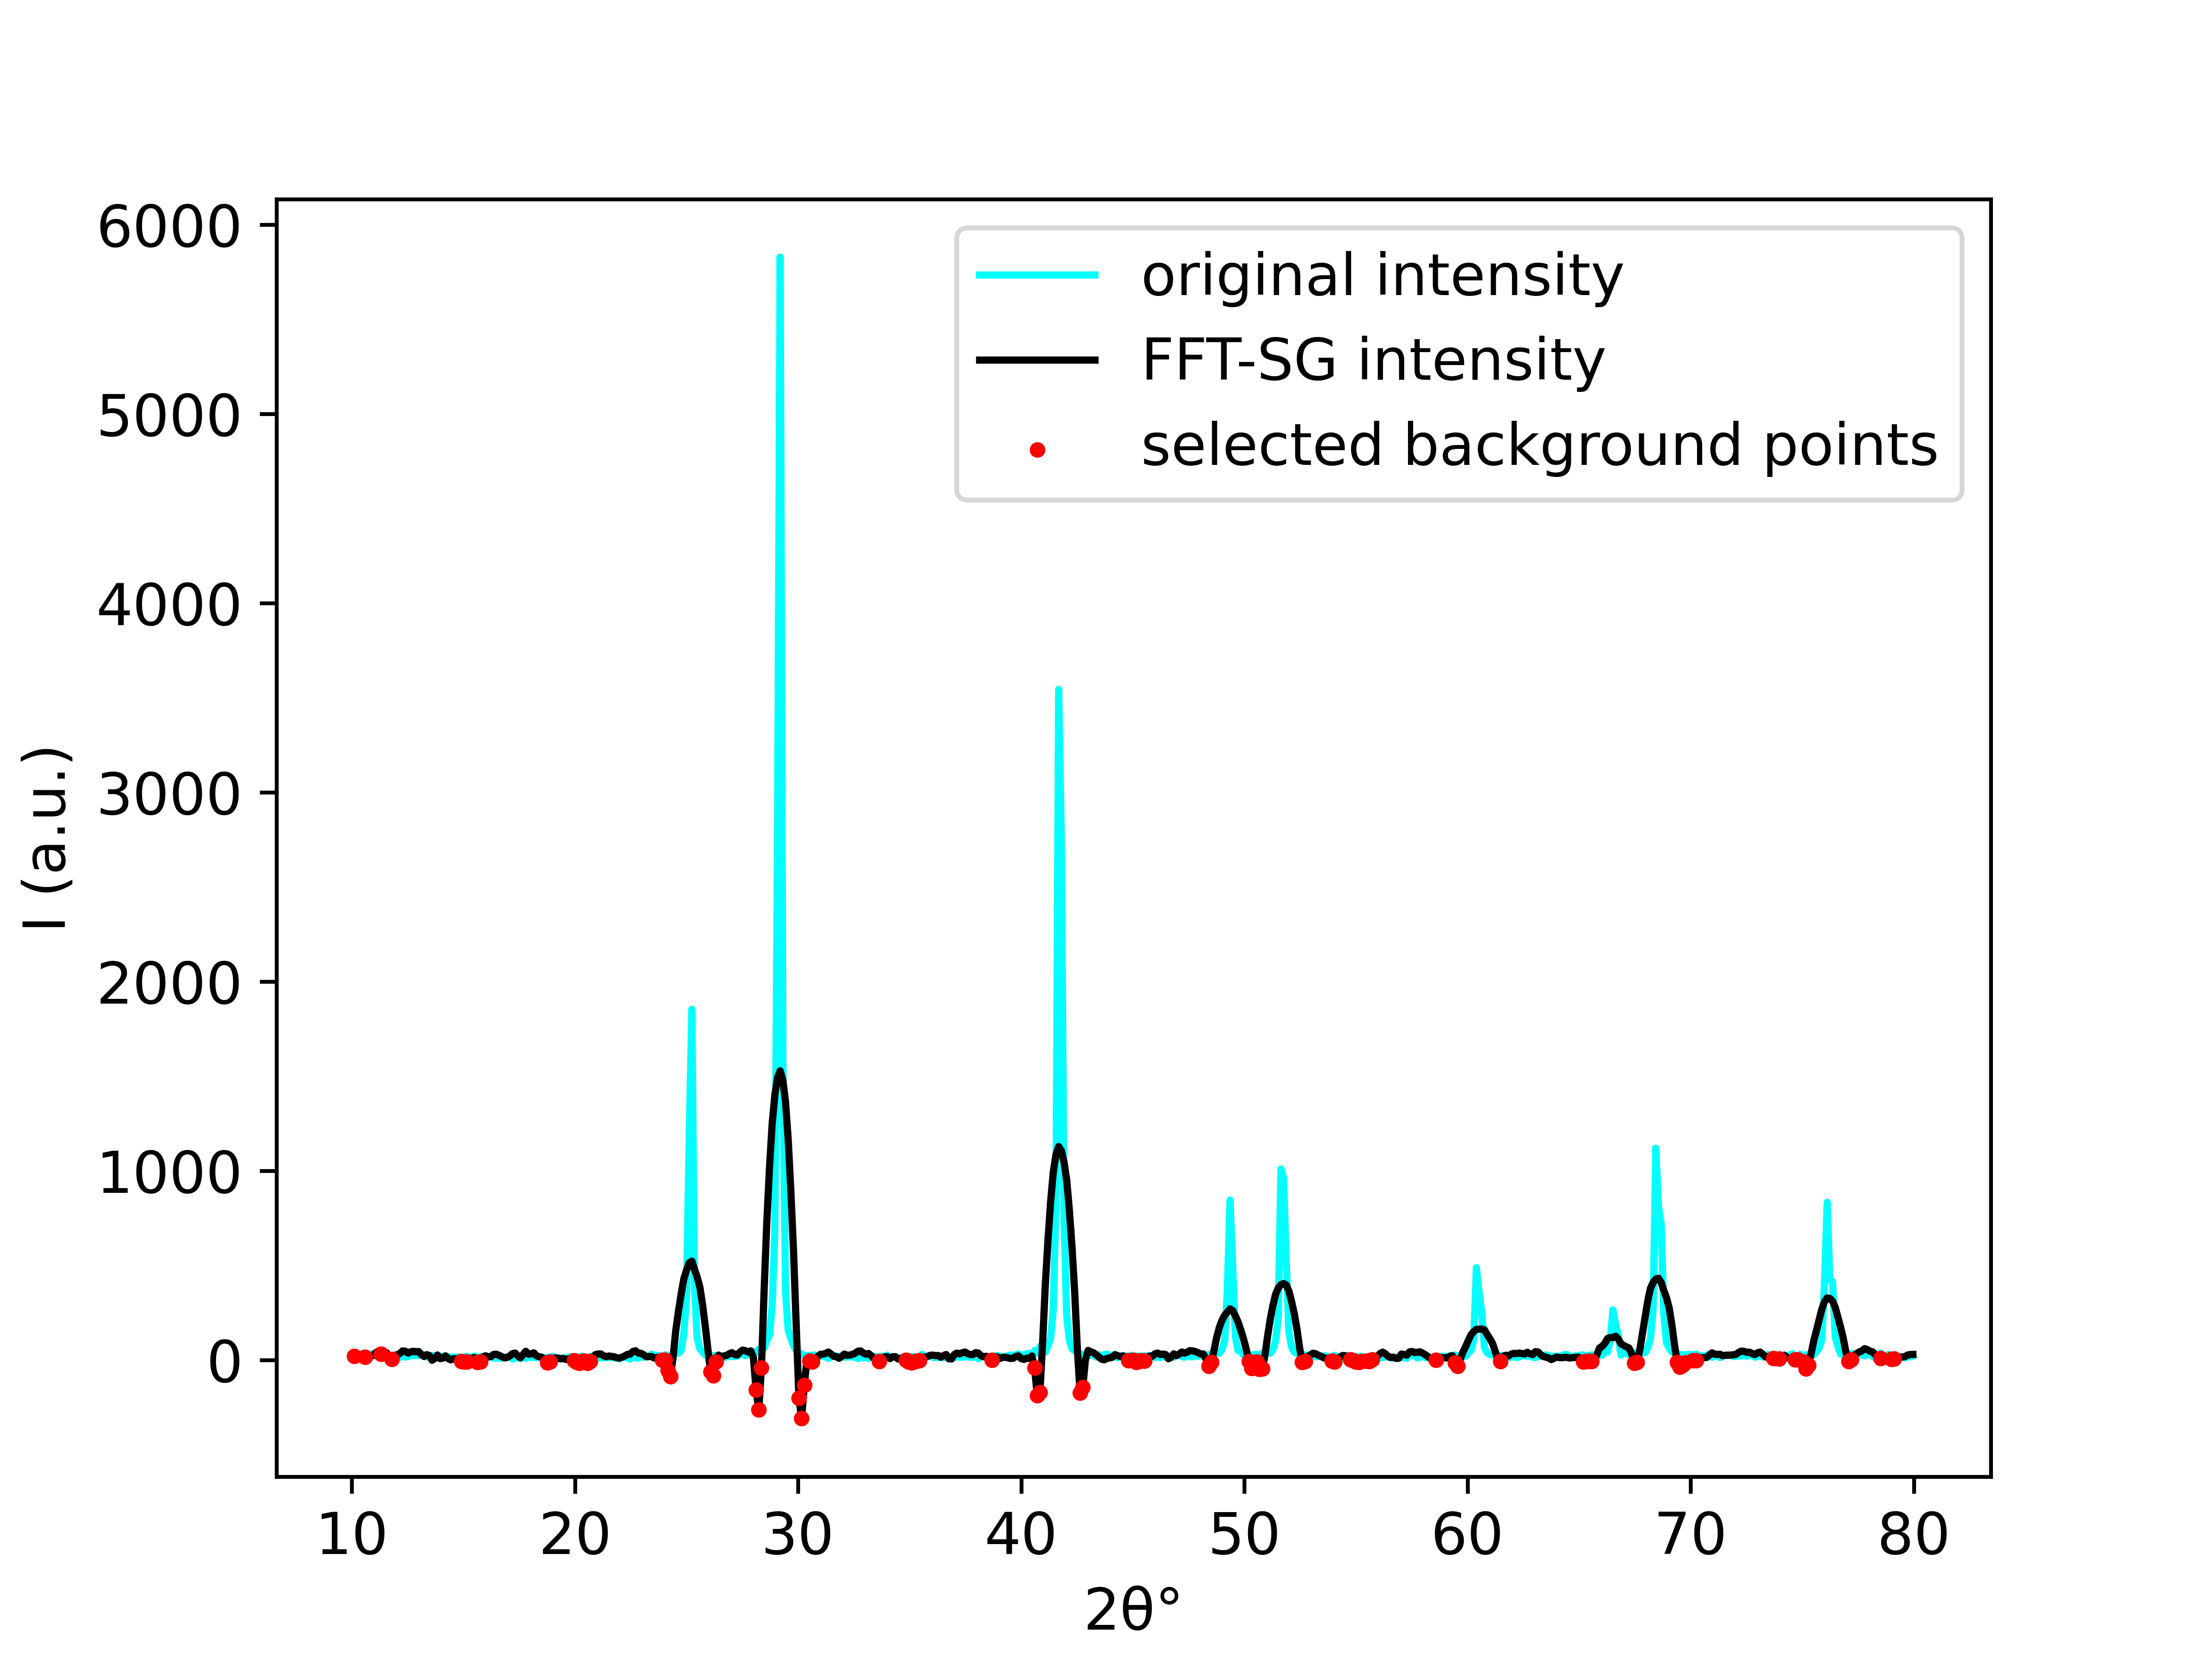 original intensity
FFT-SG intensity
selected background points
6000
5000
4000
3000
2000
1000
0
I (a.u.)
10 20 30 40 50 60 70 80
2θ°